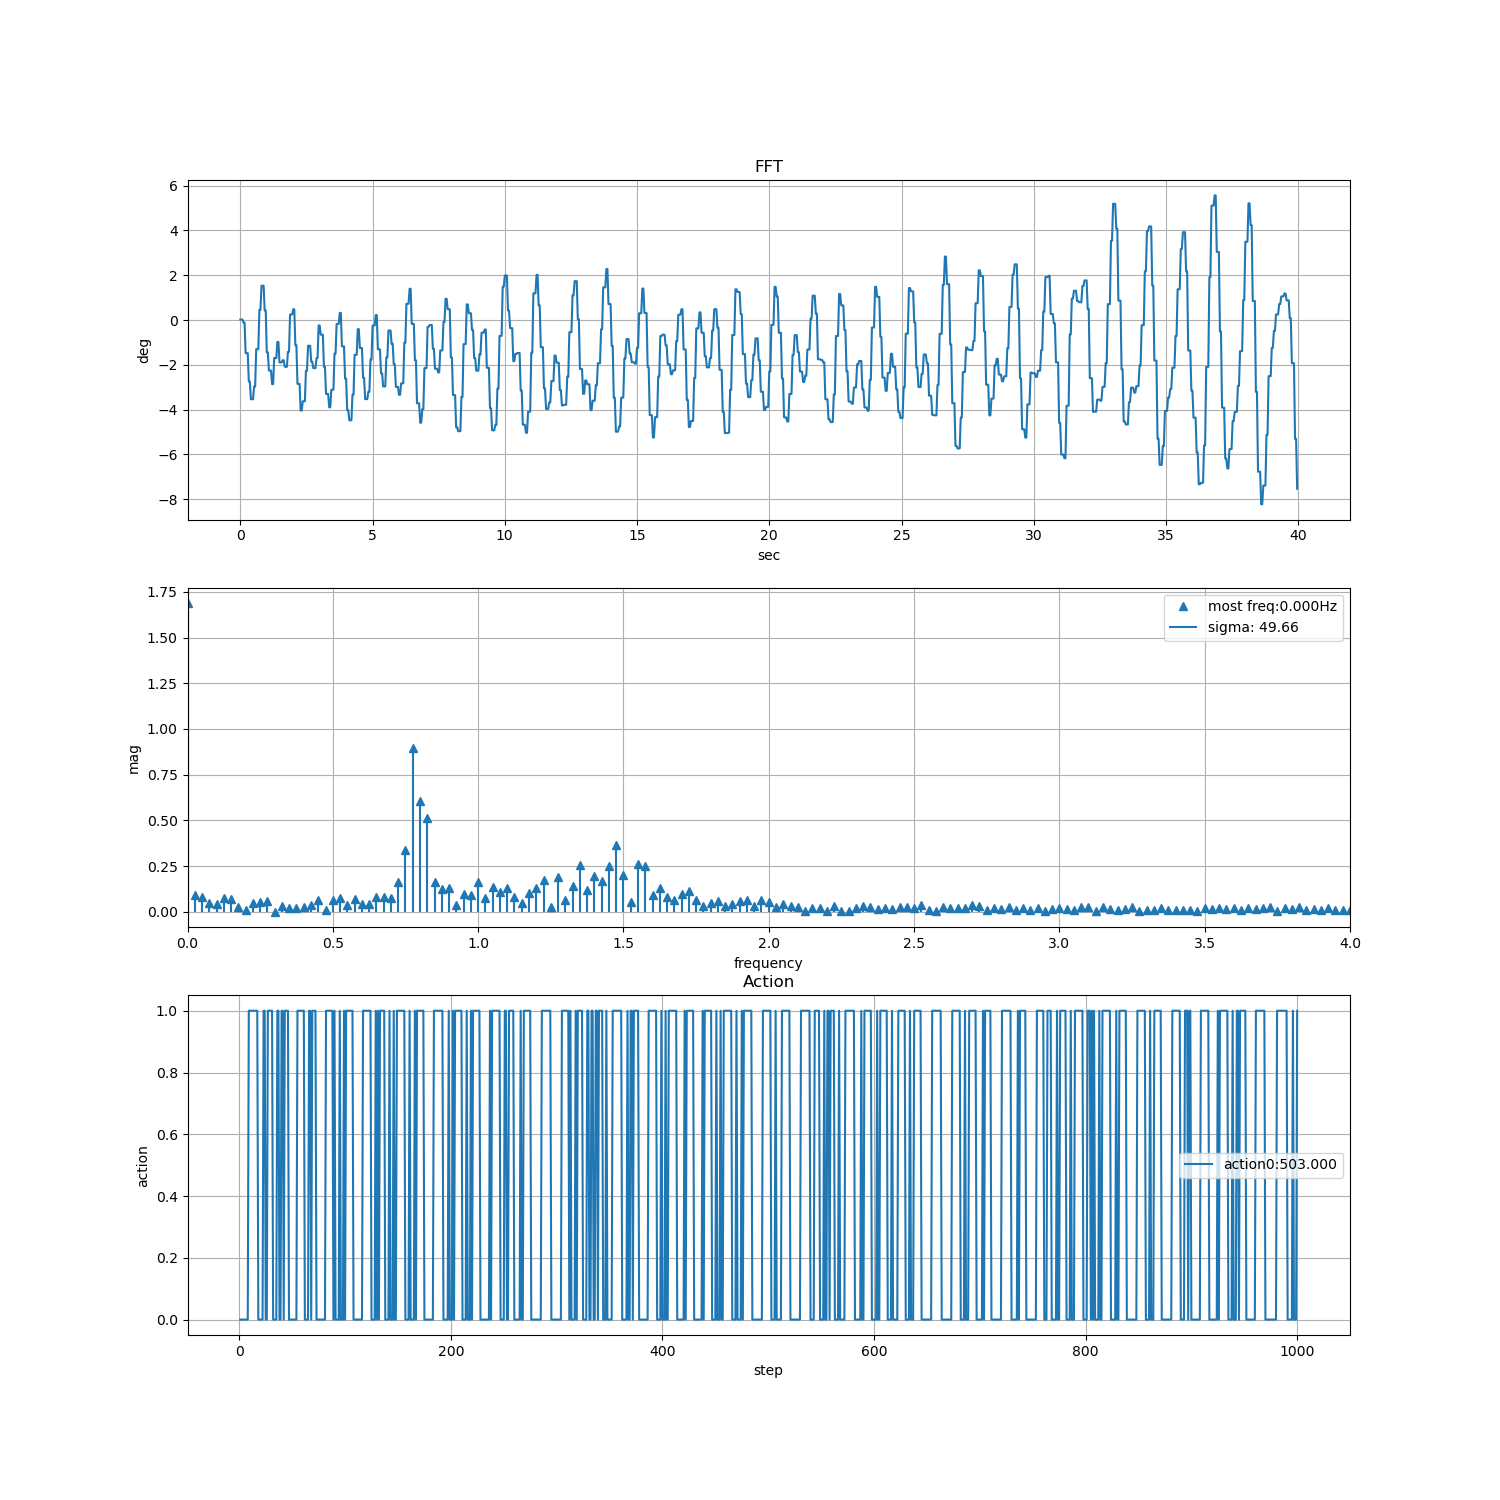 FFT
6
4
2
0
−2
−4
−6
−8
deg
0 5 10 15 20 25 30 35 40
sec
1.75
1.50
1.25
1.00
0.75
0.50
0.25
0.00
mag
most freq:0.000Hz
sigma: 49.66
0.0 0.5 1.0 1.5 2.0 2.5 3.0 3.5 4.0
frequency
Action
1.0
0.8
0.6
0.4
0.2
0.0
action
action0:503.000
0 200 400 600 800 1000
step